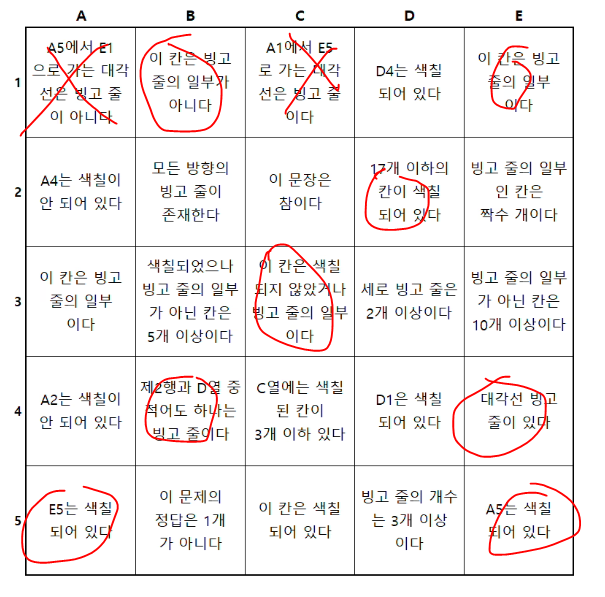 A B C D E
1
A5에서 E1
으로 가는 대각
선은 빙고 줄
이 아니다
이 칸은 빙고
줄의 일부가
아니다
A1에서 E5
로 가는 대각
선은 빙고 줄
이다
D4는 색칠
되어 있다
이 칸은 빙고
줄의 일부
이다
2
A4는 색칠이
안 되어 있다
모든 방향의
빙고 줄이
존재한다
이 문장은
참이다
17개 이하의
칸이 색칠
되어 있다
빙고 줄의 일부
인 칸은
짝수 개이다
3
이 칸은 빙고
줄의 일부
이다
색칠되었으나
빙고 줄의 일부
가 아닌 칸은
5개 이상이다
이 칸은 색칠
되지 않았거나
빙고 줄의 일부
이다
세로 빙고 줄은
2개 이상이다
빙고 줄의 일부
가 아닌 칸은
10개 이상이다
4
A2는 색칠이
안 되어 있다
제2행과 D열 중
적어도 하나는
빙고 줄이다
C열에는 색칠
된 칸이
3개 이하 있다
D1은 색칠
되어 있다
대각선 빙고
줄이 있다
5
E5는 색칠
되어 있다
이 문제의
정답은 1개
가 아니다
이 칸은 색칠
되어 있다
빙고 줄의 개수
는 3개 이상
이다
A5는 색칠
되어 있다